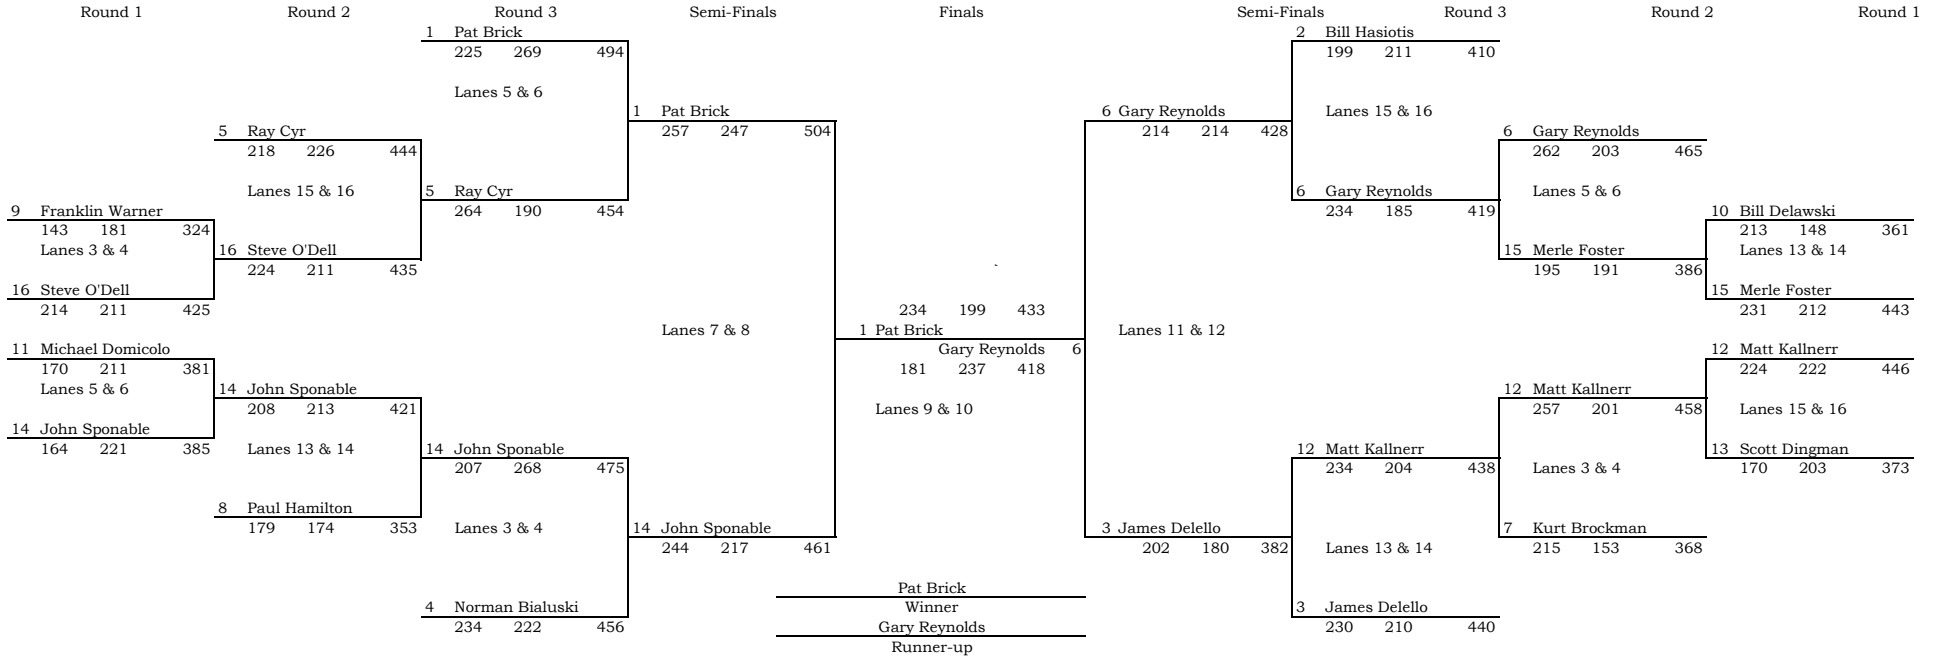 Round 1 Round 2 Round 3 Semi-Finals Finals Semi-Finals Round 3 Round 2 Round 1
1 Pat Brick 2 Bill Hasiotis
225 269 494 199 211 410
Lanes 5 & 6
1 Pat Brick 6 Gary Reynolds Lanes 15 & 16
257 247 504 214 214 428
5 Ray Cyr 6 Gary Reynolds
218 226 444 262 203 465
Lanes 15 & 16 5 Ray Cyr 6 Gary Reynolds Lanes 5 & 6
264 190 454 234 185 419
9 Franklin Warner 10 Bill Delawski
143 181 324 213 148 361
Lanes 3 & 4 16 Steve O'Dell 15 Merle Foster Lanes 13 & 14
224 211 435 195 191 386
16 Steve O'Dell 15 Merle Foster
214 211 425 234 199 433 231 212 443
Lanes 7 & 8 1 Pat Brick Lanes 11 & 12
11 Michael Domicolo Gary Reynolds 6 12 Matt Kallnerr
170 211 381 181 237 418 224 222 446
Lanes 5 & 6 14 John Sponable 12 Matt Kallnerr
208 213 421 Lanes 9 & 10 257 201 458 Lanes 15 & 16
14 John Sponable
164 221 385 Lanes 13 & 14 14 John Sponable 12 Matt Kallnerr 13 Scott Dingman
207 268 475 234 204 438 Lanes 3 & 4 170 203 373
8 Paul Hamilton
179 174 353 Lanes 3 & 4 14 John Sponable 3 James Delello 7 Kurt Brockman
244 217 461 202 180 382 Lanes 13 & 14 215 153 368
Pat Brick
4 Norman Bialuski Winner 3 James Delello
234 222 456 Gary Reynolds 230 210 440
Runner-up